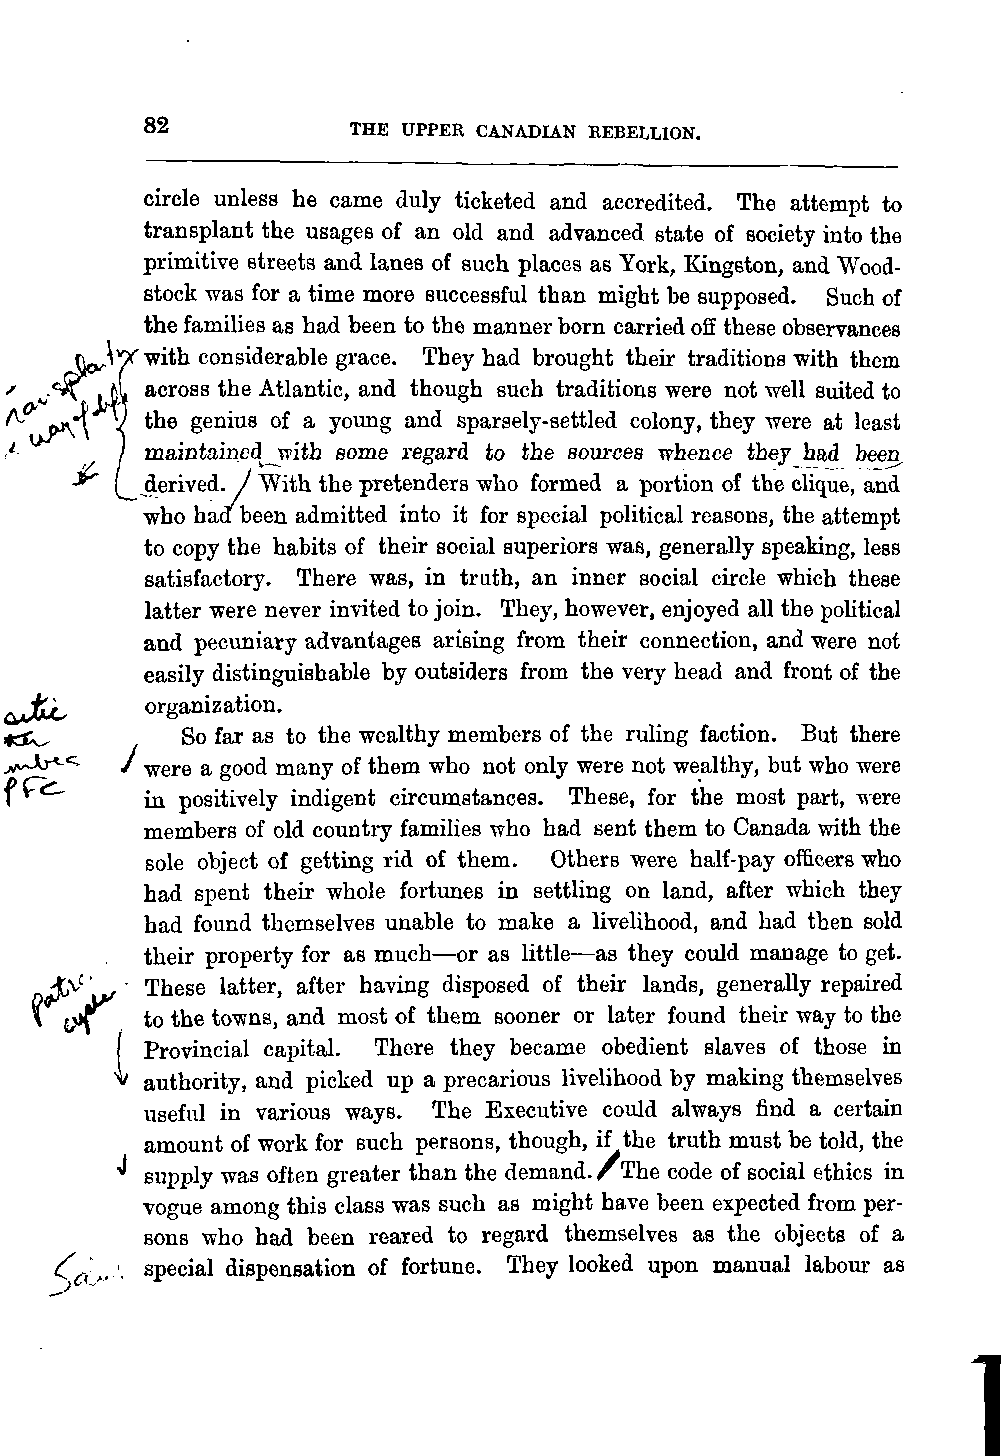 82
THE UPPER CANADIAN REBELLION.
circle unless he came duly ticketed and accredited. The attempt to
transplant the usages of an old and advanced state of society into the
primitive streets and lanes of such places as York, Kingston, and Wood-
stock was for a time more successful than might be supposed. Such of
the families as had been to the manner born carried off these observances
with considerable grace. They had brought their traditions with them
across the Atlantic, and though such traditions were not well suited to
the genius of a young and sparsely-settled colony, they were at least
maintained with some regard to the sources whence they had been
derived. With the pretenders who formed a portion of the clique, and
who had been admitted into it for special political reasons, the attempt
to copy the habits of their social superiors was, generally speaking, less
satisfactory. There was, in truth, an inner social circle which these
latter were never invited to join. They, however, enjoyed all the political
and pecuniary advantages arising from their connection, and were not
easily distinguishable by outsiders from the very head and front of the
organization.
So far as to the wealthy members of the ruling faction. But there
were a good many of them who not only were not wealthy, but who were
in positively indigent circumstances. These, for the most part, were
members of old country families who had sent them to Canada with the
sole object of getting rid of them. Others were half-pay officers who
had spent their whole fortunes in settling on land, after which they
had found themselves unable to make a livelihood, and had then sold
their property for as much—or as little—as they could manage to get.
These latter, after having disposed of their lands, generally repaired
to the towns, and most of them sooner or later found their way to the
Provincial capital. There they became obedient slaves of those in
authority, and picked up a precarious livelihood by making themselves
useful in various ways. The Executive could always find a certain
amount of work for such persons, though, if the truth must be told, the
supply was often greater than the demand. The code of social ethics in
vogue among this class was such as might have been expected from per-
sons who had been reared to regard themselves as the objects of a
special dispensation of fortune. They looked upon manual labour as
way of life